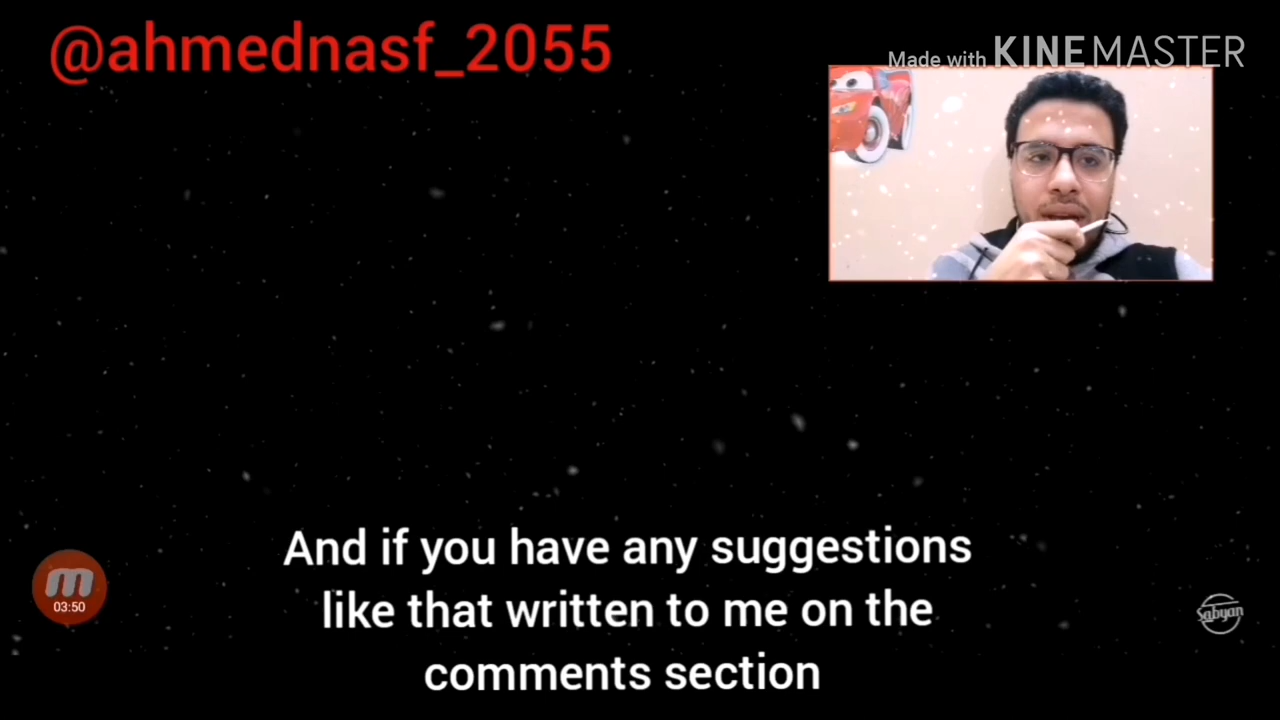 @ahmednasf_2055
Made with KINEMASTER
03:50
Sabyan
And if you have any suggestions
like that written to me on the
comments section